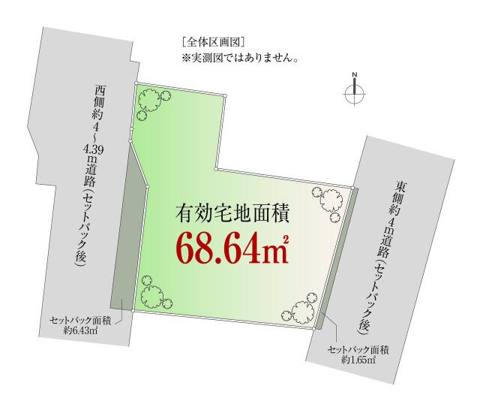 ［全体区画図］
※実測図ではありません。
N
西側約4～4.39m道路（セットバック後）
東側約4m道路（セットバック後）
有効宅地面積
68.64㎡
セットバック面積
約6.43㎡
セットバック面積
約1.65㎡